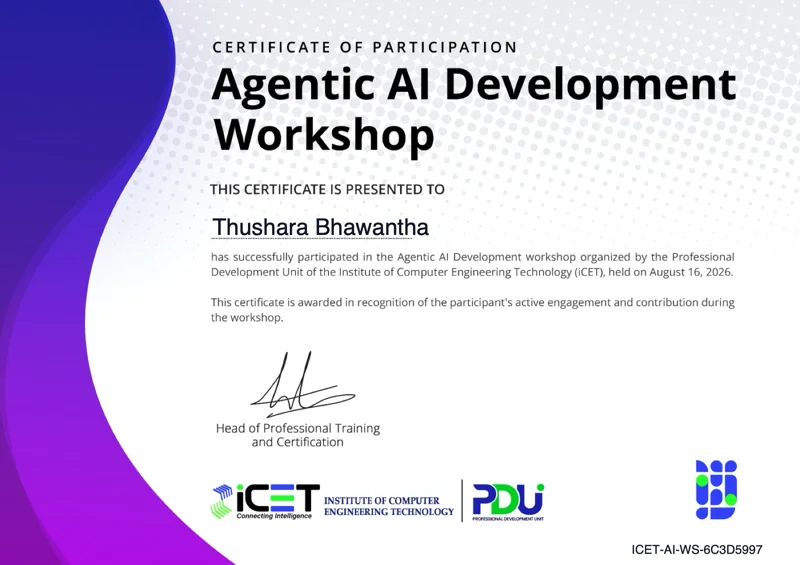 CERTIFICATE OF PARTICIPATION
Agentic AI Development
Workshop
THIS CERTIFICATE IS PRESENTED TO
Thushara Bhawantha
has successfully participated in the Agentic AI Development workshop organized by the Professional
Development Unit of the Institute of Computer Engineering Technology (iCET), held on August 16, 2026.
This certificate is awarded in recognition of the participant's active engagement and contribution during
the workshop.
Head of Professional Training
and Certification
iCET
Connecting Intelligence
INSTITUTE OF COMPUTER
ENGINEERING TECHNOLOGY
PDU
PROFESSIONAL DEVELOPMENT UNIT
ICET-AI-WS-6C3D5997